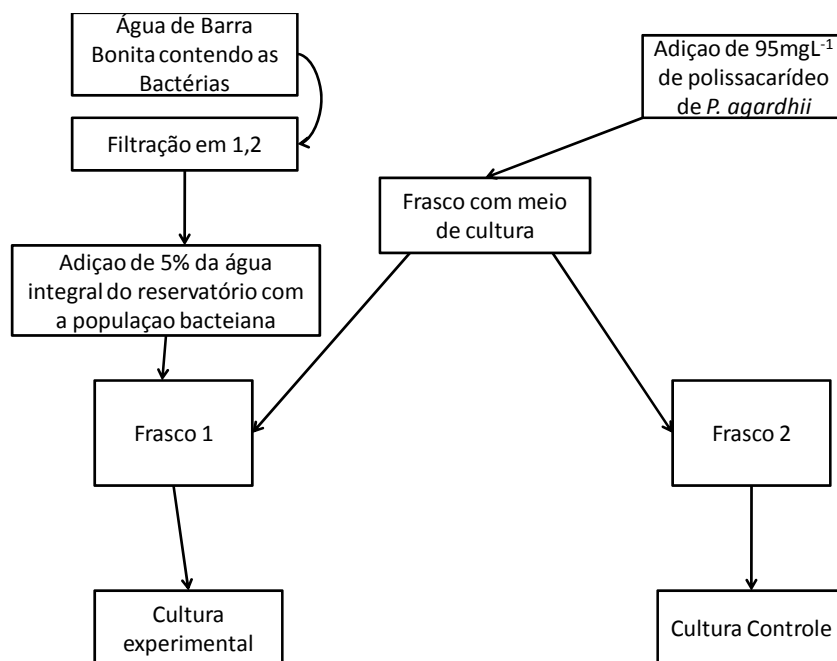 Água de Barra
Bonita contendo as
Bactérias
Adiçao de 95mgL⁻¹
de polissacarídeo
de P. agardhii
Filtração em 1,2
Frasco com meio
de cultura
Adiçao de 5% da água
integral do reservatório com
a populaçao bacteiana
Frasco 1
Frasco 2
Cultura
experimental
Cultura Controle